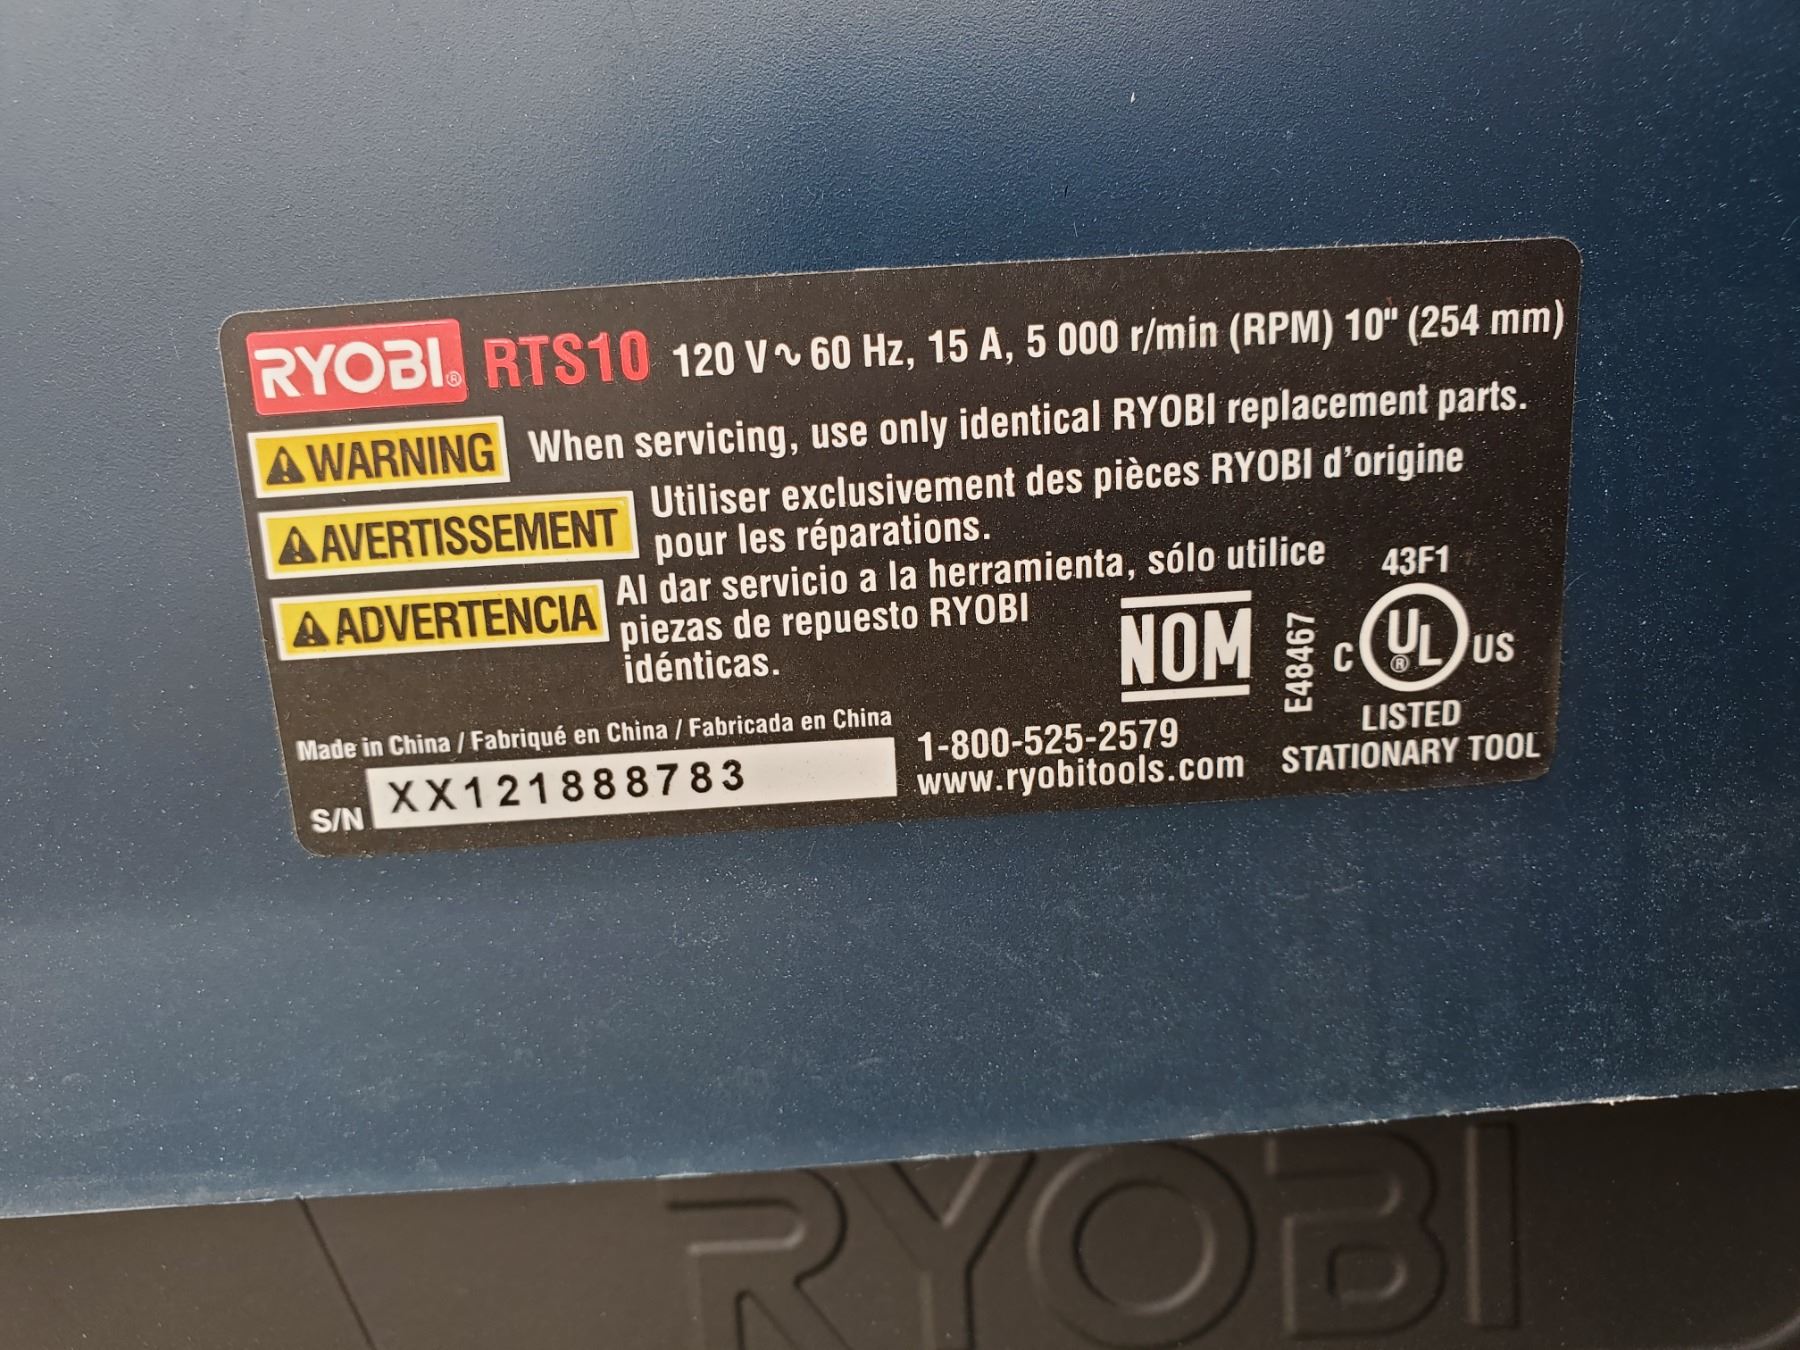 RYOBI® RTS10 120 V ∿ 60 Hz, 15 A, 5 000 r/min (RPM) 10" (254 mm)
⚠WARNING When servicing, use only identical RYOBI replacement parts.
⚠AVERTISSEMENT Utiliser exclusivement des pièces RYOBI d'origine
pour les réparations.
⚠ADVERTENCIA Al dar servicio a la herramienta, sólo utilice
piezas de repuesto RYOBI
idénticas.
NOM
E48467
43F1
C UL® US
LISTED
STATIONARY TOOL
Made in China / Fabriqué en China / Fabricada en China
S/N XX121888783
1-800-525-2579
www.ryobitools.com
RYOBI